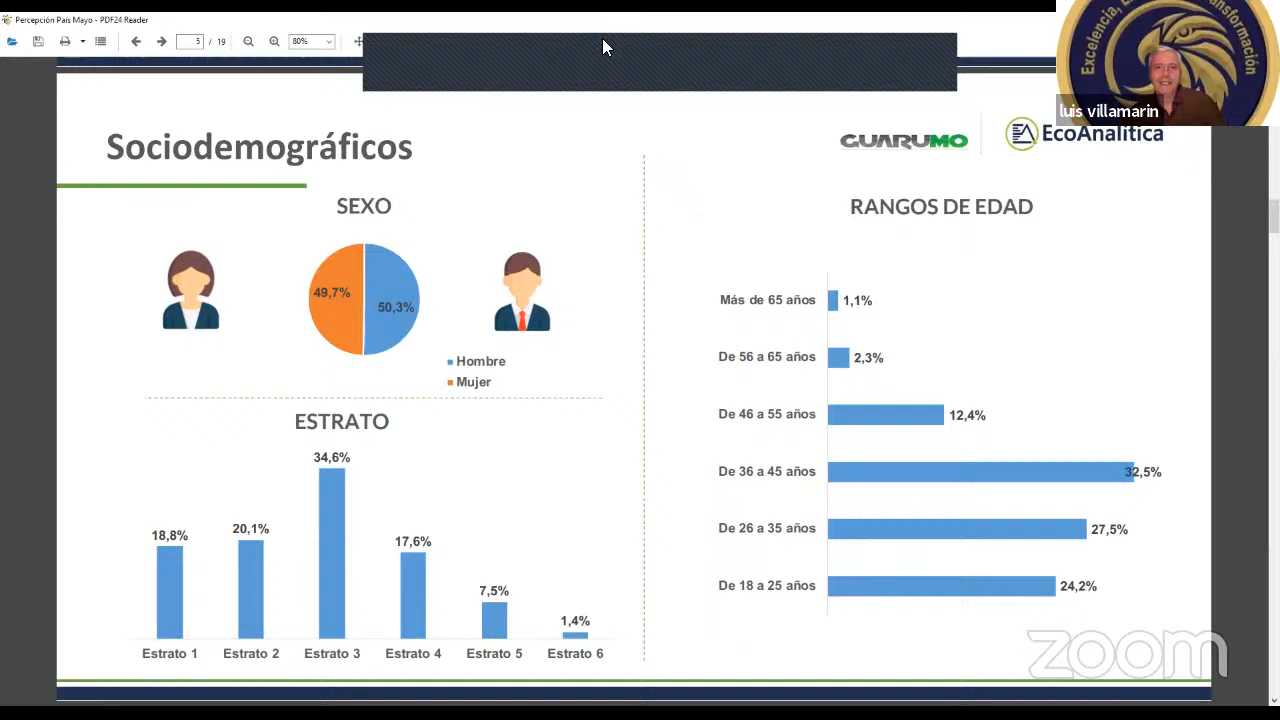 Percepción País Mayo - PDF24 Reader
5 / 19
80%
Excelencia,
Transformación
luis villamarin
Sociodemográficos
GUARUMO
EcoAnalítica
SEXO
49,7%
50,3%
Hombre
Mujer
ESTRATO
18,8%
20,1%
34,6%
17,6%
7,5%
1,4%
Estrato 1
Estrato 2
Estrato 3
Estrato 4
Estrato 5
Estrato 6
RANGOS DE EDAD
Más de 65 años 1,1%
De 56 a 65 años 2,3%
De 46 a 55 años 12,4%
De 36 a 45 años 32,5%
De 26 a 35 años 27,5%
De 18 a 25 años 24,2%
zoom